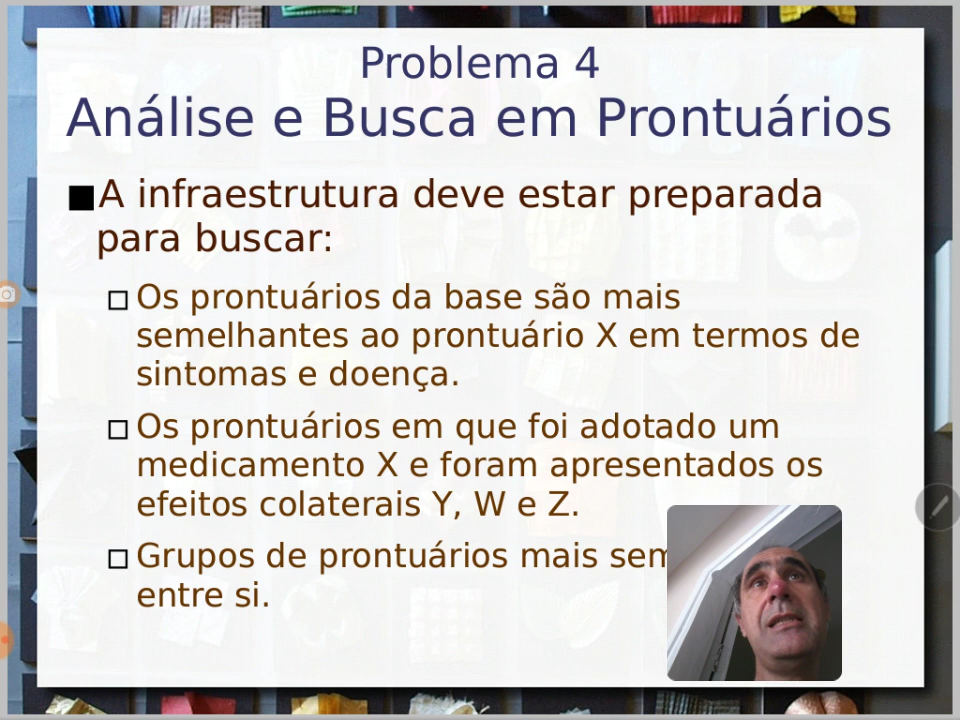 Problema 4
Análise e Busca em Prontuários
A infraestrutura deve estar preparada
para buscar:
Os prontuários da base são mais
semelhantes ao prontuário X em termos de
sintomas e doença.
Os prontuários em que foi adotado um
medicamento X e foram apresentados os
efeitos colaterais Y, W e Z.
Grupos de prontuários mais
entre si.